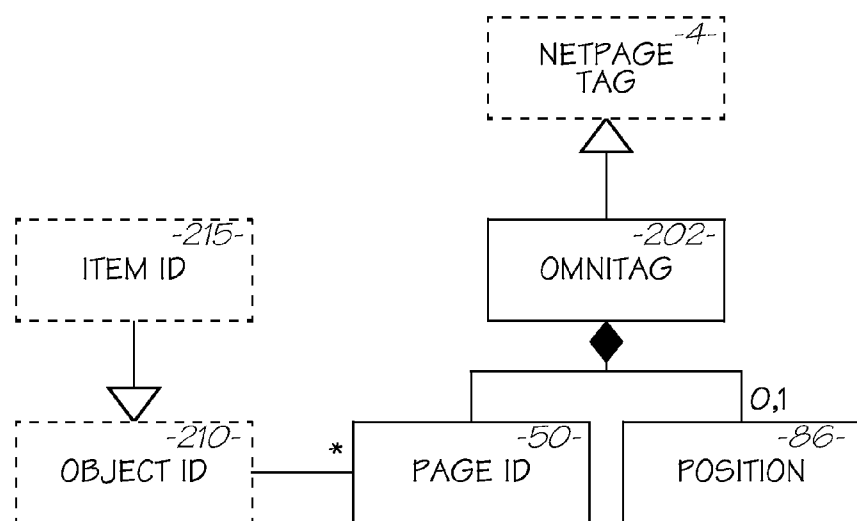 -4-
NETPAGE
TAG
-215-
ITEM ID
-202-
OMNITAG
0,1
-210-
OBJECT ID
*
-50-
PAGE ID
-86-
POSITION